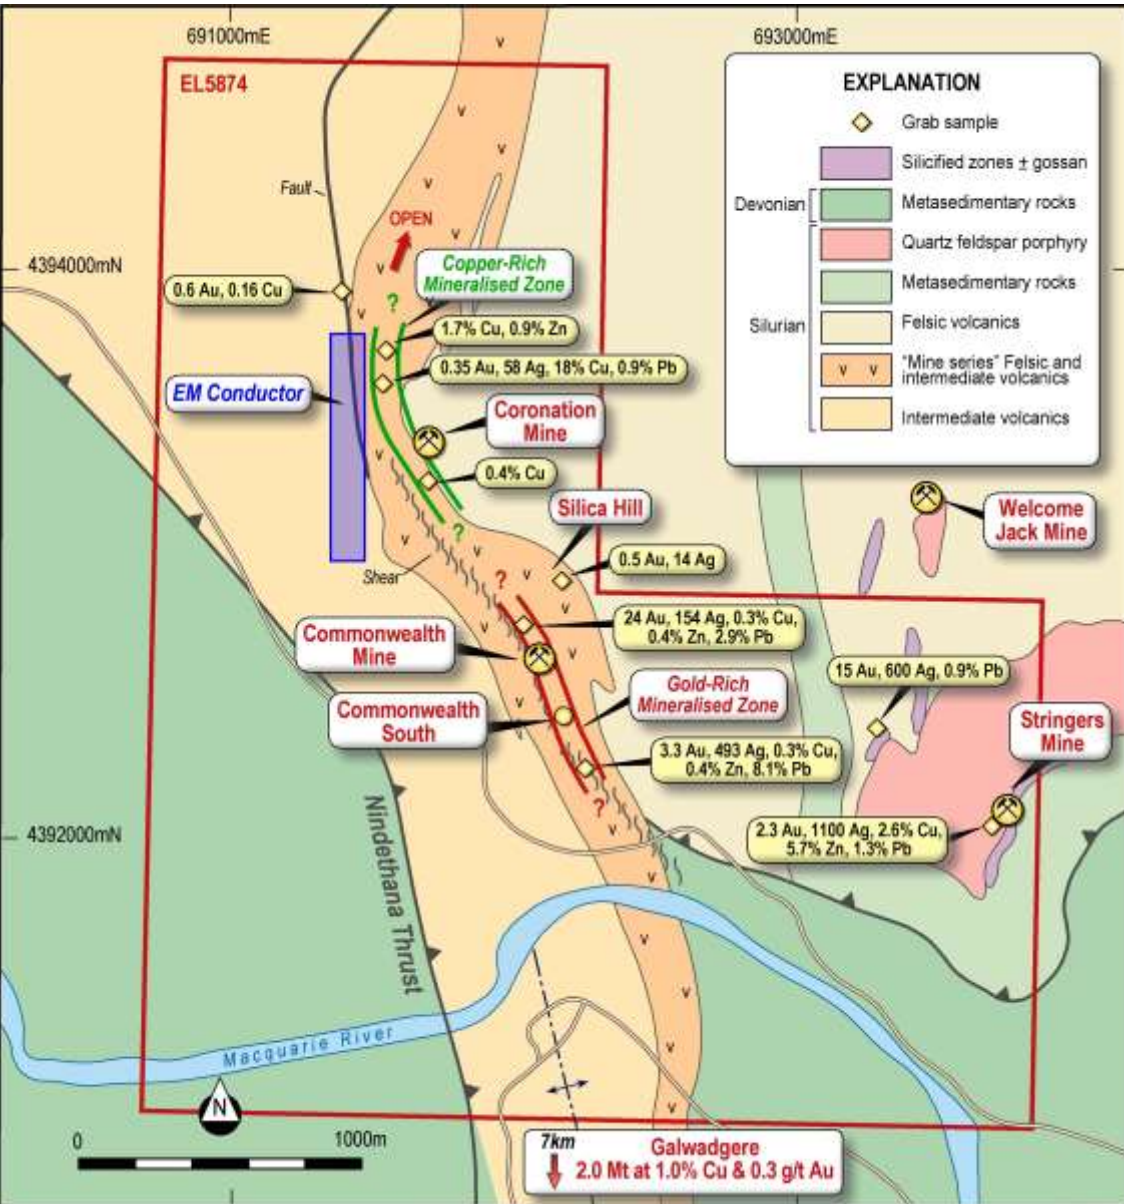 691000mE
693000mE
EL5874
EXPLANATION
Grab sample
Silicified zones ± gossan
Devonian
Metasedimentary rocks
Quartz feldspar porphyry
Metasedimentary rocks
Silurian
Felsic volcanics
v v
"Mine series" Felsic and
intermediate volcanics
Intermediate volcanics
Fault
OPEN
4394000mN
Copper-Rich
Mineralised Zone
0.6 Au, 0.16 Cu
?
1.7% Cu, 0.9% Zn
0.35 Au, 58 Ag, 18% Cu, 0.9% Pb
EM Conductor
Coronation
Mine
0.4% Cu
Silica Hill
Welcome
Jack Mine
?
Shear
0.5 Au, 14 Ag
?
24 Au, 154 Ag, 0.3% Cu,
0.4% Zn, 2.9% Pb
Commonwealth
Mine
15 Au, 600 Ag, 0.9% Pb
Gold-Rich
Mineralised Zone
Commonwealth
South
Stringers
Mine
3.3 Au, 493 Ag, 0.3% Cu,
0.4% Zn, 8.1% Pb
?
4392000mN
2.3 Au, 1100 Ag, 2.6% Cu,
5.7% Zn, 1.3% Pb
Nindethana Thrust
Macquarie River
N
0 1000m
7km
Galwadgere
2.0 Mt at 1.0% Cu & 0.3 g/t Au